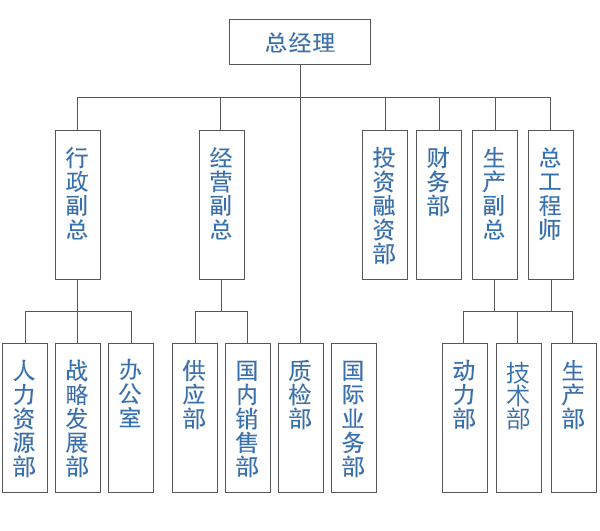 总经理
行政副总
经营副总
投资融资部
财务部
生产副总
总工程师
人力资源部
战略发展部
办公室
供应部
国内销售部
质检部
国际业务部
动力部
技术部
生产部